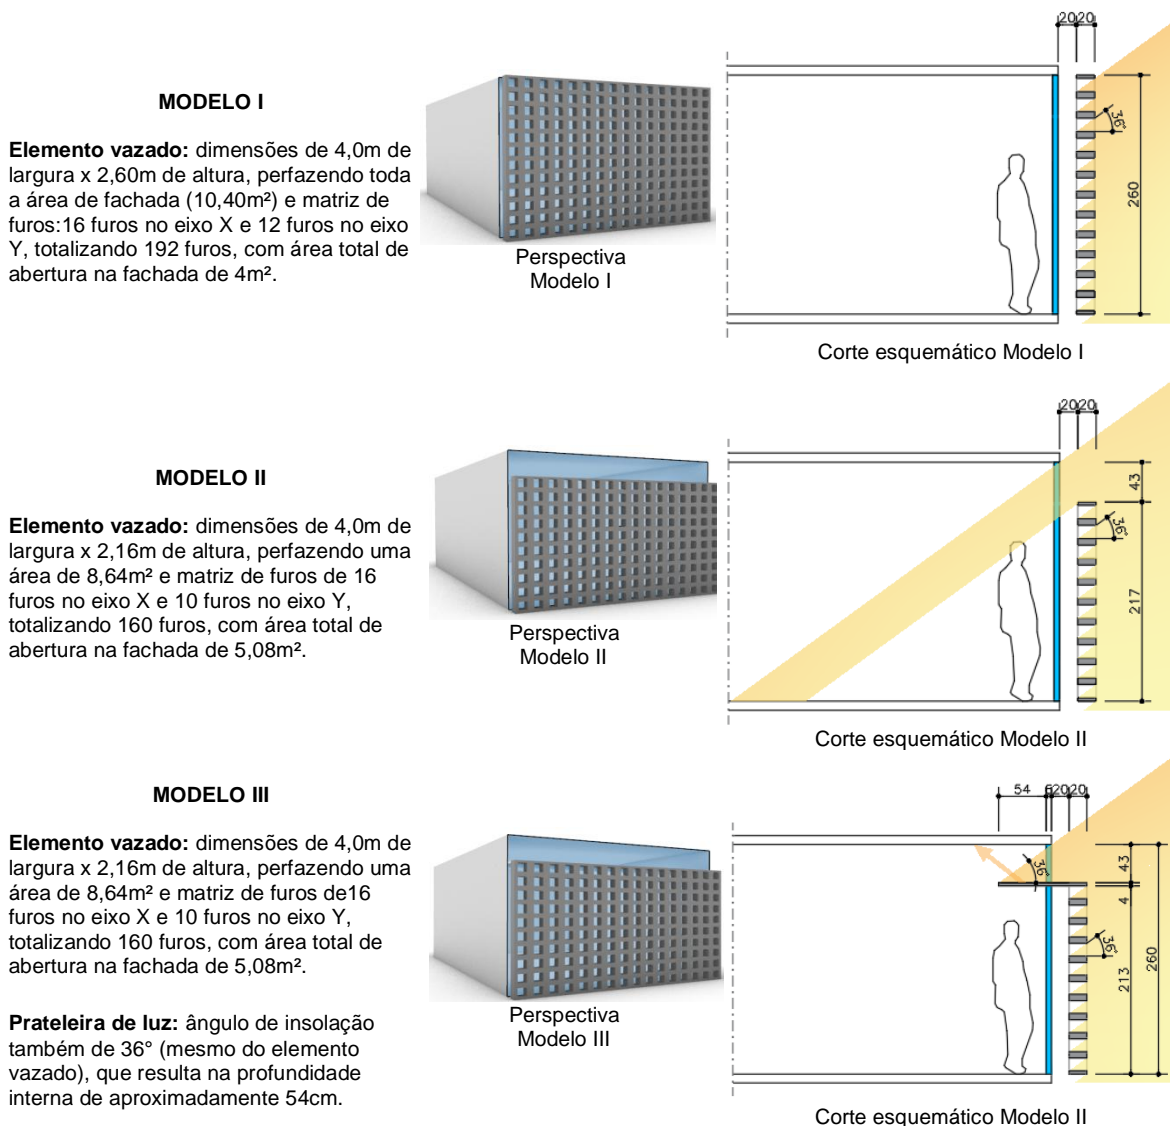 MODELO I
Elemento vazado: dimensões de 4,0m de
largura x 2,60m de altura, perfazendo toda
a área de fachada (10,40m²) e matriz de
furos:16 furos no eixo X e 12 furos no eixo
Y, totalizando 192 furos, com área total de
abertura na fachada de 4m².
Perspectiva
Modelo I
20 20
36°
260
Corte esquemático Modelo I
MODELO II
Elemento vazado: dimensões de 4,0m de
largura x 2,16m de altura, perfazendo uma
área de 8,64m² e matriz de furos de 16
furos no eixo X e 10 furos no eixo Y,
totalizando 160 furos, com área total de
abertura na fachada de 5,08m².
Perspectiva
Modelo II
20 20
43
36°
217
Corte esquemático Modelo II
MODELO III
Elemento vazado: dimensões de 4,0m de
largura x 2,16m de altura, perfazendo uma
área de 8,64m² e matriz de furos de16
furos no eixo X e 10 furos no eixo Y,
totalizando 160 furos, com área total de
abertura na fachada de 5,08m².
Prateleira de luz: ângulo de insolação
também de 36° (mesmo do elemento
vazado), que resulta na profundidade
interna de aproximadamente 54cm.
Perspectiva
Modelo III
54 20 20
36°
43
4
36°
213
260
Corte esquemático Modelo II